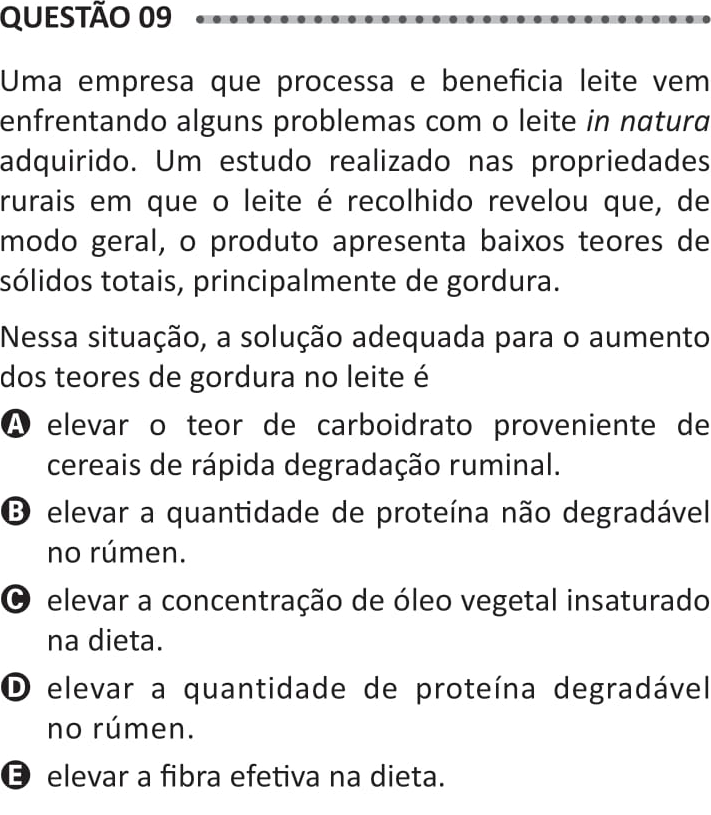 QUESTÃO 09
Uma empresa que processa e beneficia leite vem
enfrentando alguns problemas com o leite in natura
adquirido. Um estudo realizado nas propriedades
rurais em que o leite é recolhido revelou que, de
modo geral, o produto apresenta baixos teores de
sólidos totais, principalmente de gordura.
Nessa situação, a solução adequada para o aumento
dos teores de gordura no leite é
A elevar o teor de carboidrato proveniente de
cereais de rápida degradação ruminal.
B elevar a quantidade de proteína não degradável
no rúmen.
C elevar a concentração de óleo vegetal insaturado
na dieta.
D elevar a quantidade de proteína degradável
no rúmen.
E elevar a fibra efetiva na dieta.